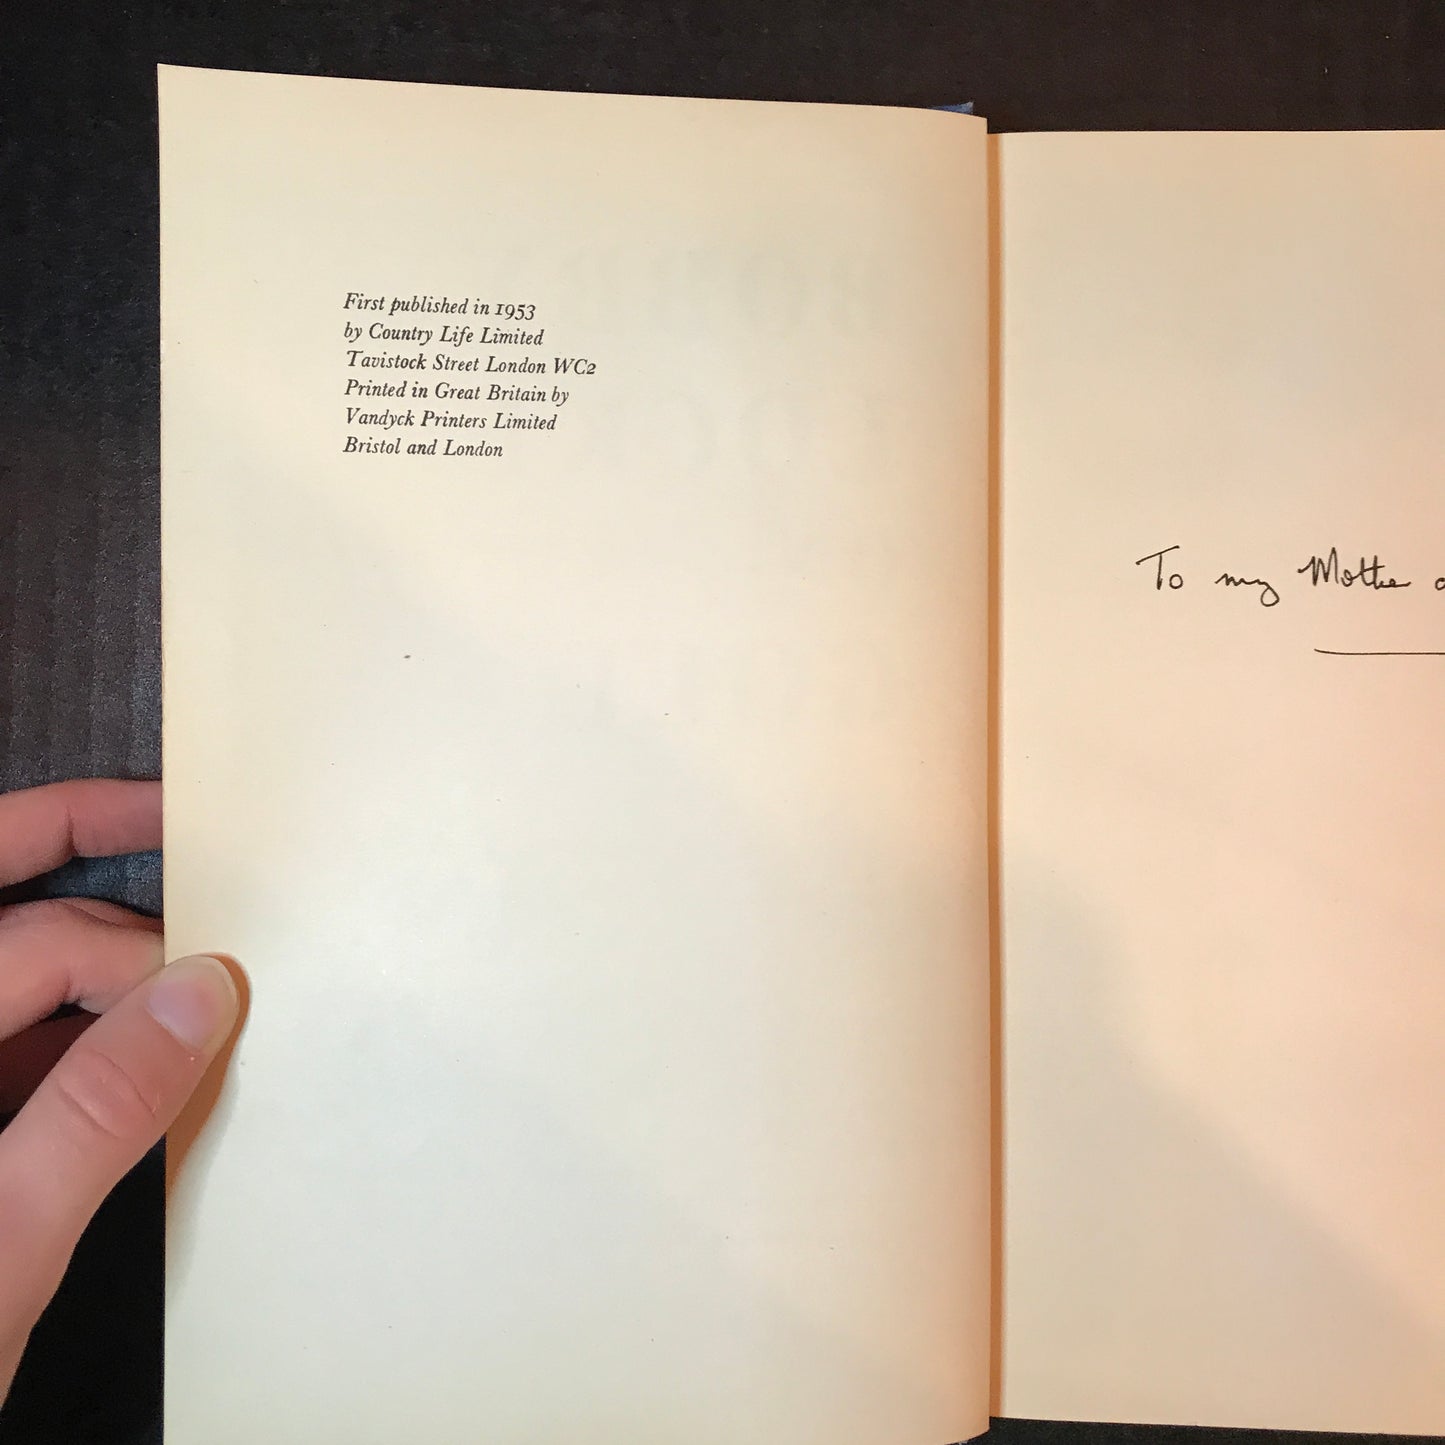 First published in 1953
by Country Life Limited
Tavistock Street London WC2
Printed in Great Britain by
Vandyck Printers Limited
Bristol and London
To my Mother